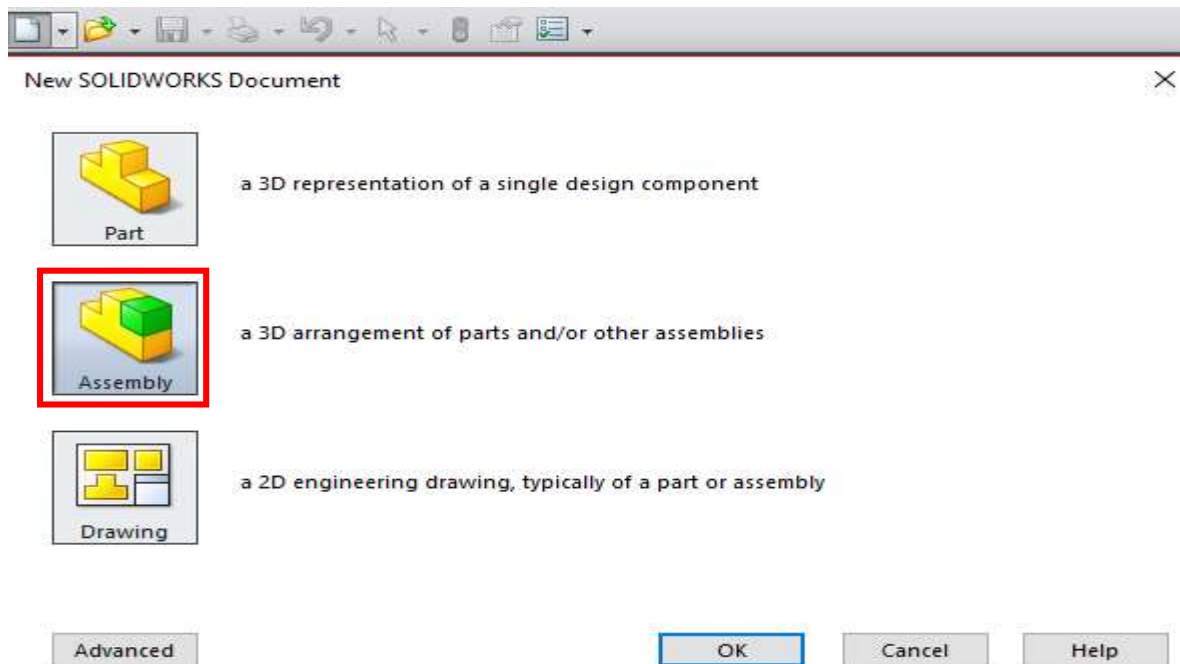 New SOLIDWORKS Document
Part
a 3D representation of a single design component
Assembly
a 3D arrangement of parts and/or other assemblies
Drawing
a 2D engineering drawing, typically of a part or assembly
Advanced
OK
Cancel
Help